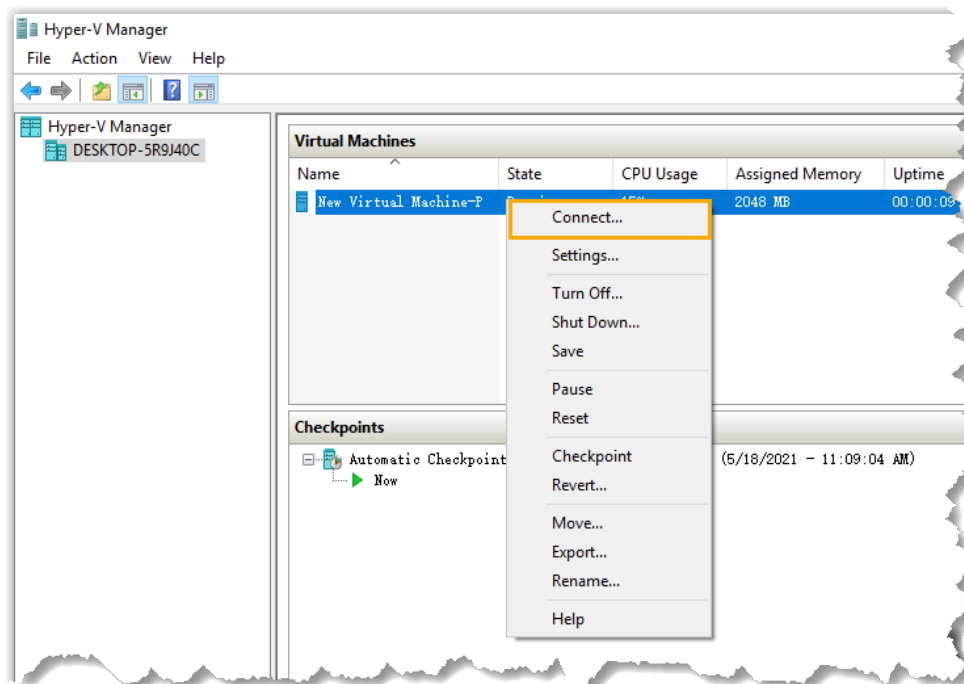 Hyper-V Manager
File Action View Help
Hyper-V Manager
DESKTOP-5R9J40C
Virtual Machines
Name State CPU Usage Assigned Memory Uptime
New Virtual Machine-P 2048 MB 00:00:09
Connect...
Settings...
Turn Off...
Shut Down...
Save
Pause
Reset
Checkpoint
Revert...
Move...
Export...
Rename...
Help
Checkpoints
Automatic Checkpoint (5/18/2021 - 11:09:04 AM)
Now